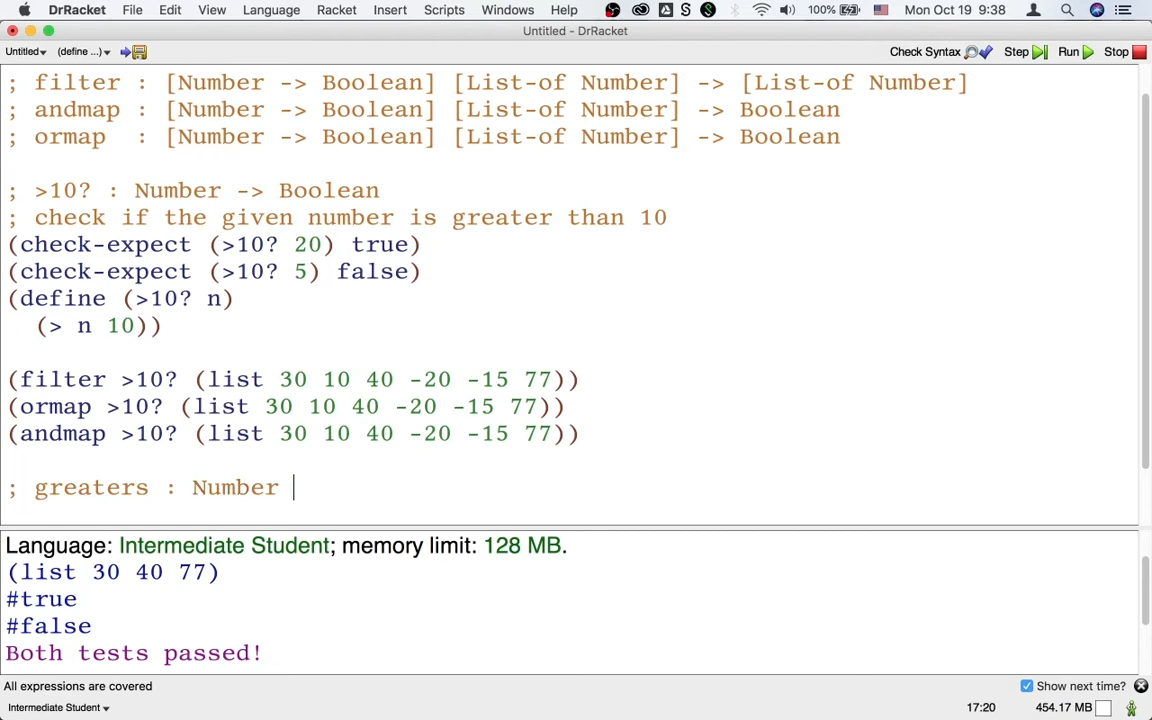 DrRacket File Edit View Language Racket Insert Scripts Windows Help 100% Mon Oct 19 9:38
Untitled - DrRacket
Untitled (define ...) Check Syntax Step Run Stop
; filter : [Number -> Boolean] [List-of Number] -> [List-of Number]
; andmap : [Number -> Boolean] [List-of Number] -> Boolean
; ormap : [Number -> Boolean] [List-of Number] -> Boolean
; >10? : Number -> Boolean
; check if the given number is greater than 10
(check-expect (>10? 20) true)
(check-expect (>10? 5) false)
(define (>10? n)
(> n 10))
(filter >10? (list 30 10 40 -20 -15 77))
(ormap >10? (list 30 10 40 -20 -15 77))
(andmap >10? (list 30 10 40 -20 -15 77))
; greaters : Number
Language: Intermediate Student; memory limit: 128 MB.
(list 30 40 77)
#true
#false
Both tests passed!
All expressions are covered Show next time?
Intermediate Student 17:20 454.17 MB